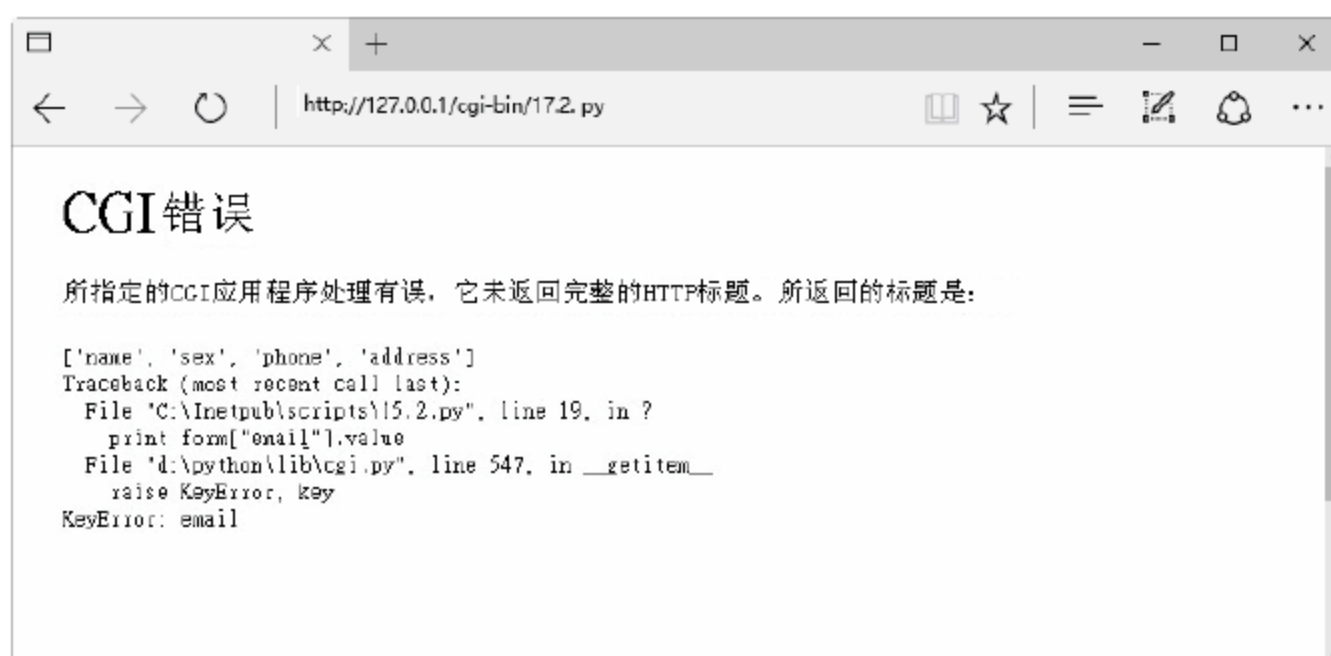 http://127.0.0.1/cgi-bin/17.2. py
CGI错误
所指定的CGI应用程序处理有误，它未返回完整的HTTP标题。所返回的标题是：
['name', 'sex', 'phone', 'address']
Traceback (most recent call last):
File "C:\Inetpub\scripts\15.2.py", line 19, in ?
print form["email"].value
File "d:\python\lib\cgi.py", line 547, in __getitem__
raise KeyError, key
KeyError: email